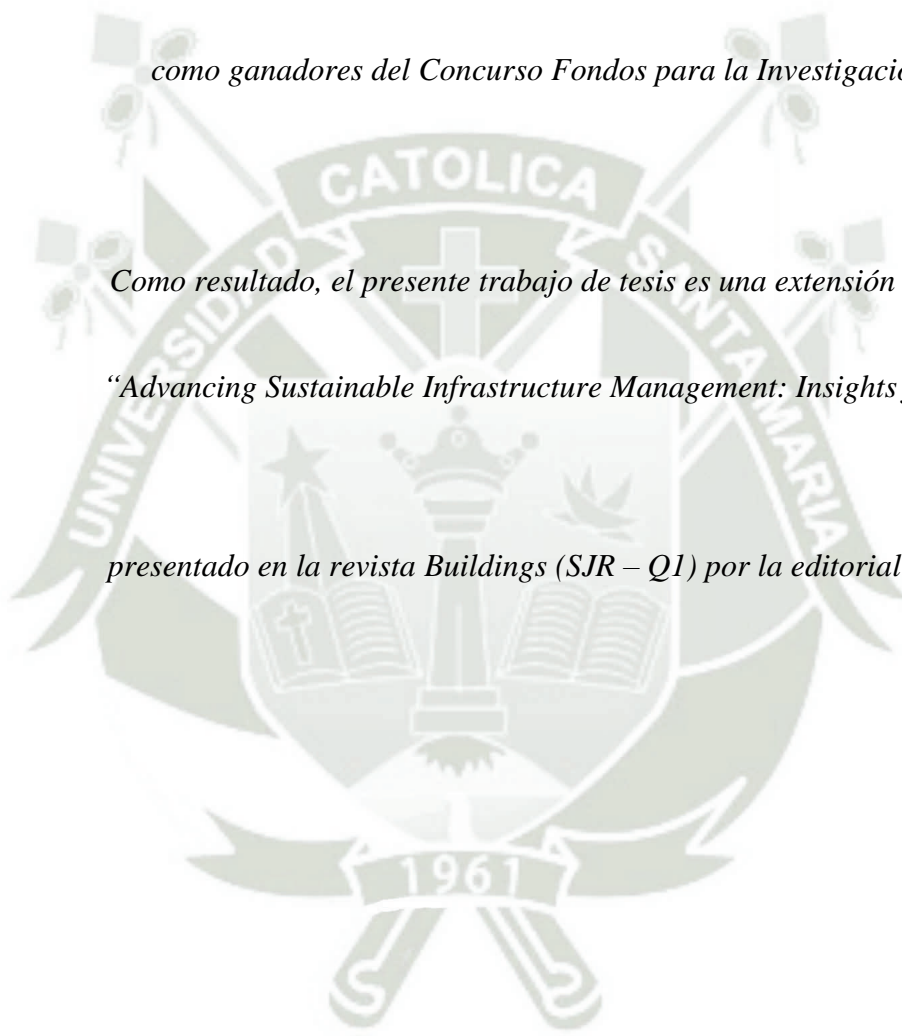 como ganadores del Concurso Fondos para la Investigació
CATOLICA
UNIVERSIDAD
SANTA MARIA
Como resultado, el presente trabajo de tesis es una extensión
“Advancing Sustainable Infrastructure Management: Insights
presentado en la revista Buildings (SJR – Q1) por la editorial
1961